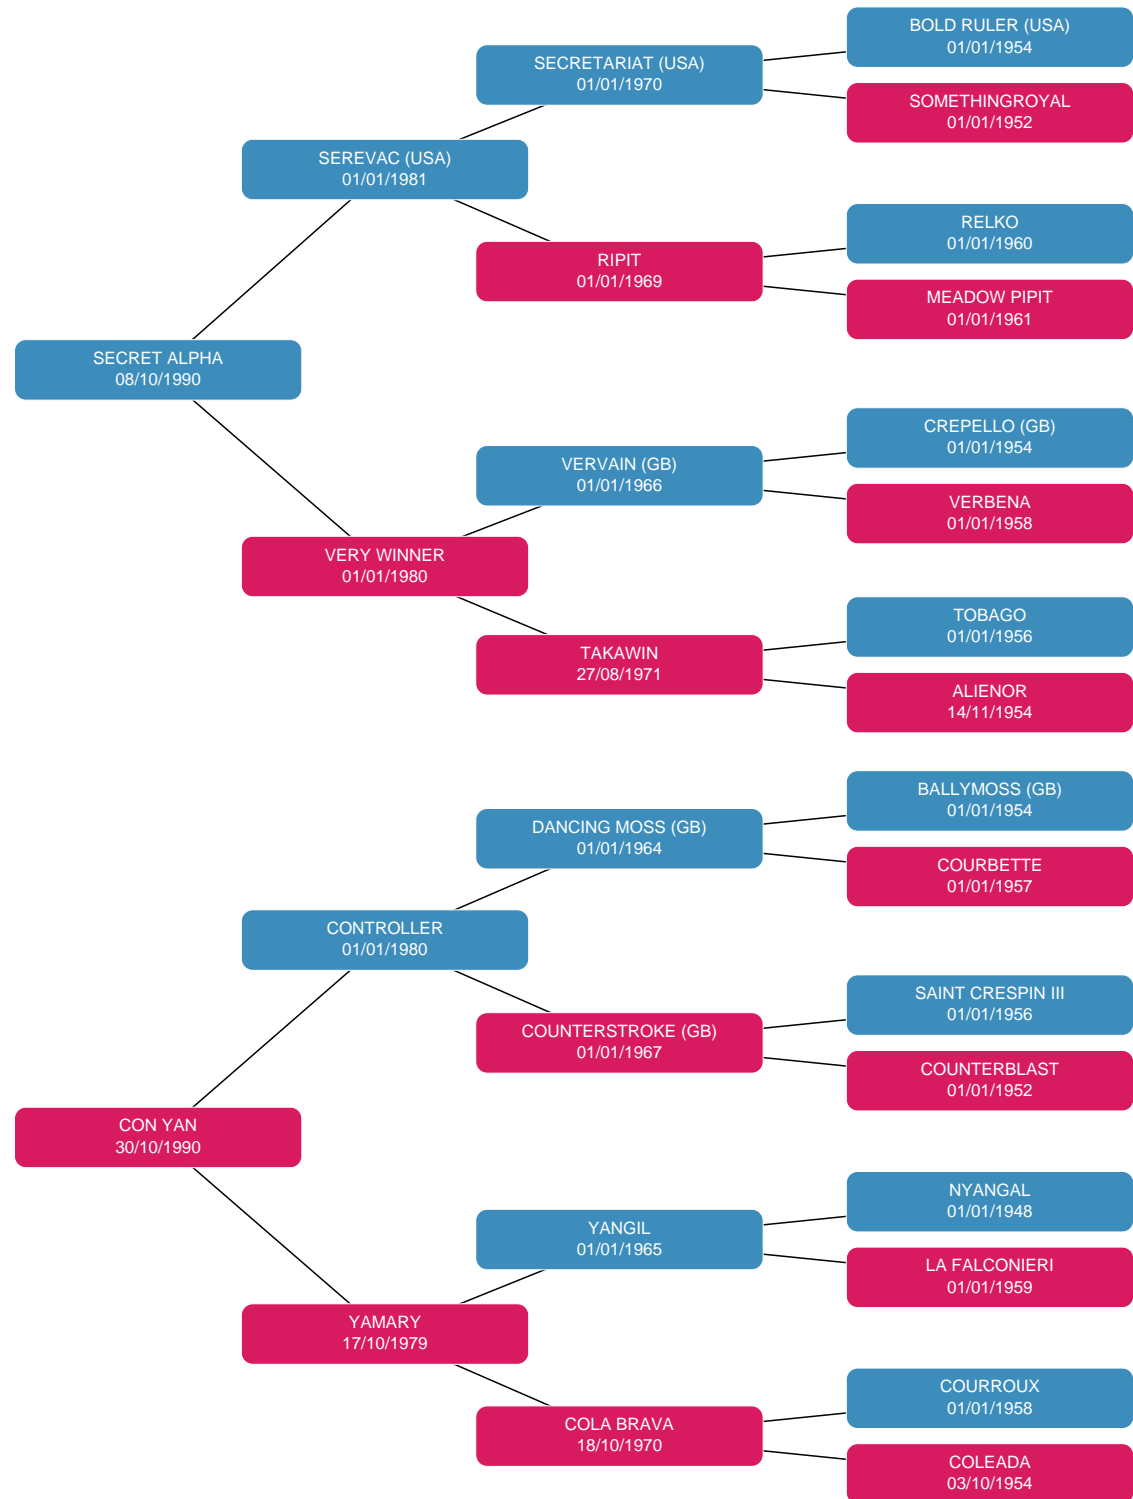 BOLD RULER (USA)
01/01/1954
SECRETARIAT (USA)
01/01/1970
SOMETHINGROYAL
01/01/1952
SEREVAC (USA)
01/01/1981
RELKO
01/01/1960
RIPIT
01/01/1969
MEADOW PIPIT
01/01/1961
SECRET ALPHA
08/10/1990
CREPELLO (GB)
01/01/1954
VERVAIN (GB)
01/01/1966
VERBENA
01/01/1958
VERY WINNER
01/01/1980
TOBAGO
01/01/1956
TAKAWIN
27/08/1971
ALIENOR
14/11/1954
BALLYMOSS (GB)
01/01/1954
DANCING MOSS (GB)
01/01/1964
COURBETTE
01/01/1957
CONTROLLER
01/01/1980
SAINT CRESPIN III
01/01/1956
COUNTERSTROKE (GB)
01/01/1967
COUNTERBLAST
01/01/1952
CON YAN
30/10/1990
NYANGAL
01/01/1948
YANGIL
01/01/1965
LA FALCONIERI
01/01/1959
YAMARY
17/10/1979
COURROUX
01/01/1958
COLA BRAVA
18/10/1970
COLEADA
03/10/1954